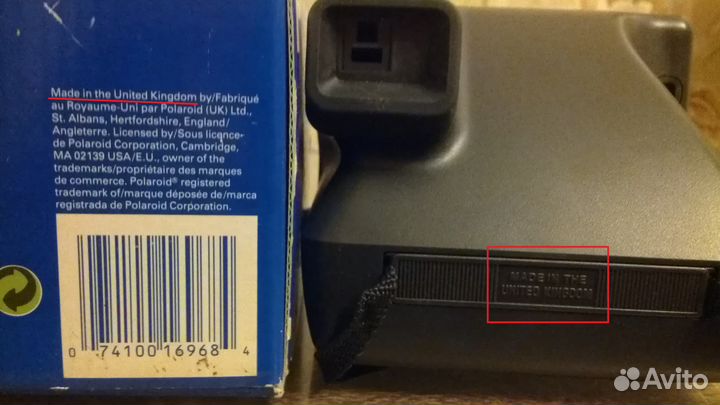 Made in the United Kingdom by/Fabriqué
au Royaume-Uni par Polaroid (UK) Ltd.,
St. Albans, Hertfordshire, England/
Angleterre. Licensed by/Sous licence
de Polaroid Corporation, Cambridge,
MA 02139 USA/E.U., owner of the
trademarks/propriétaire des marques
de commerce. Polaroid® registered
trademark of/marque déposée de/marca
registrada de Polaroid Corporation.
0 74100 16968 4
MADE IN THE
UNITED KINGDOM
Avito